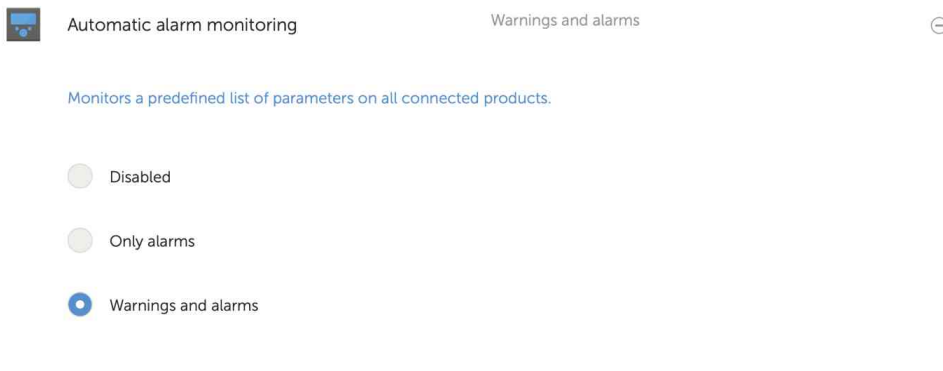 Automatic alarm monitoring
Warnings and alarms
Monitors a predefined list of parameters on all connected products.
Disabled
Only alarms
Warnings and alarms